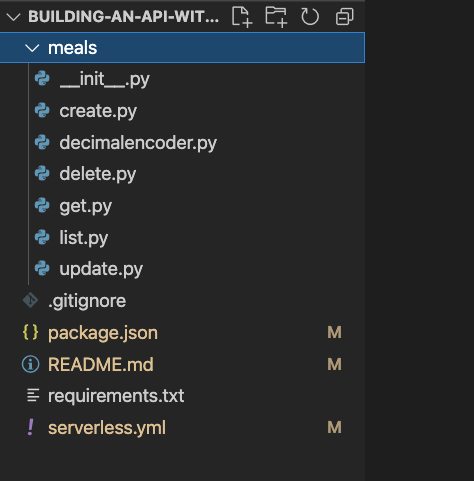 BUILDING-AN-API-WIT...
meals
__init__.py
create.py
decimalencoder.py
delete.py
get.py
list.py
update.py
.gitignore
{} package.json M
README.md M
requirements.txt
! serverless.yml M